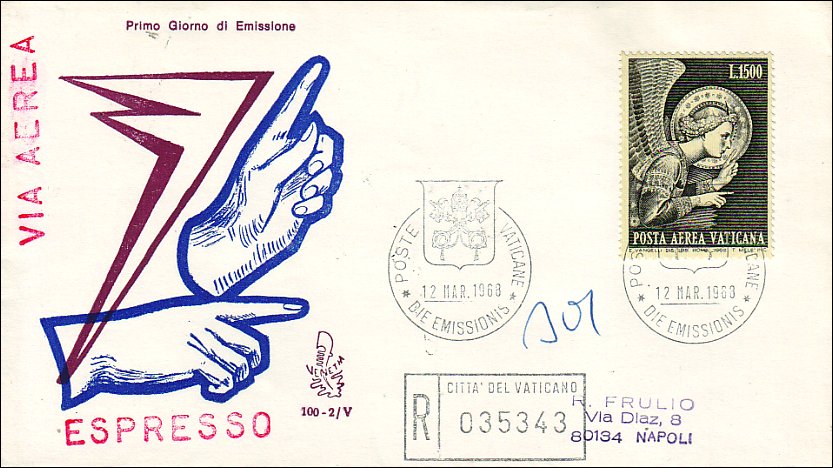 Primo Giorno di Emissione
VIA AEREA
L.1500
POSTA AEREA VATICANA
POSTE VATICANE
12 MAR. 1968
DIE EMISSIONIS
VATICANE
12 MAR. 1968
DIE EMISSIONIS
VENETIA
100 - 2/V
ESPRESSO
R
CITTA' DEL VATICANO
035343
R. FRULIO
Via Diaz, 8
80134 NAPOLI